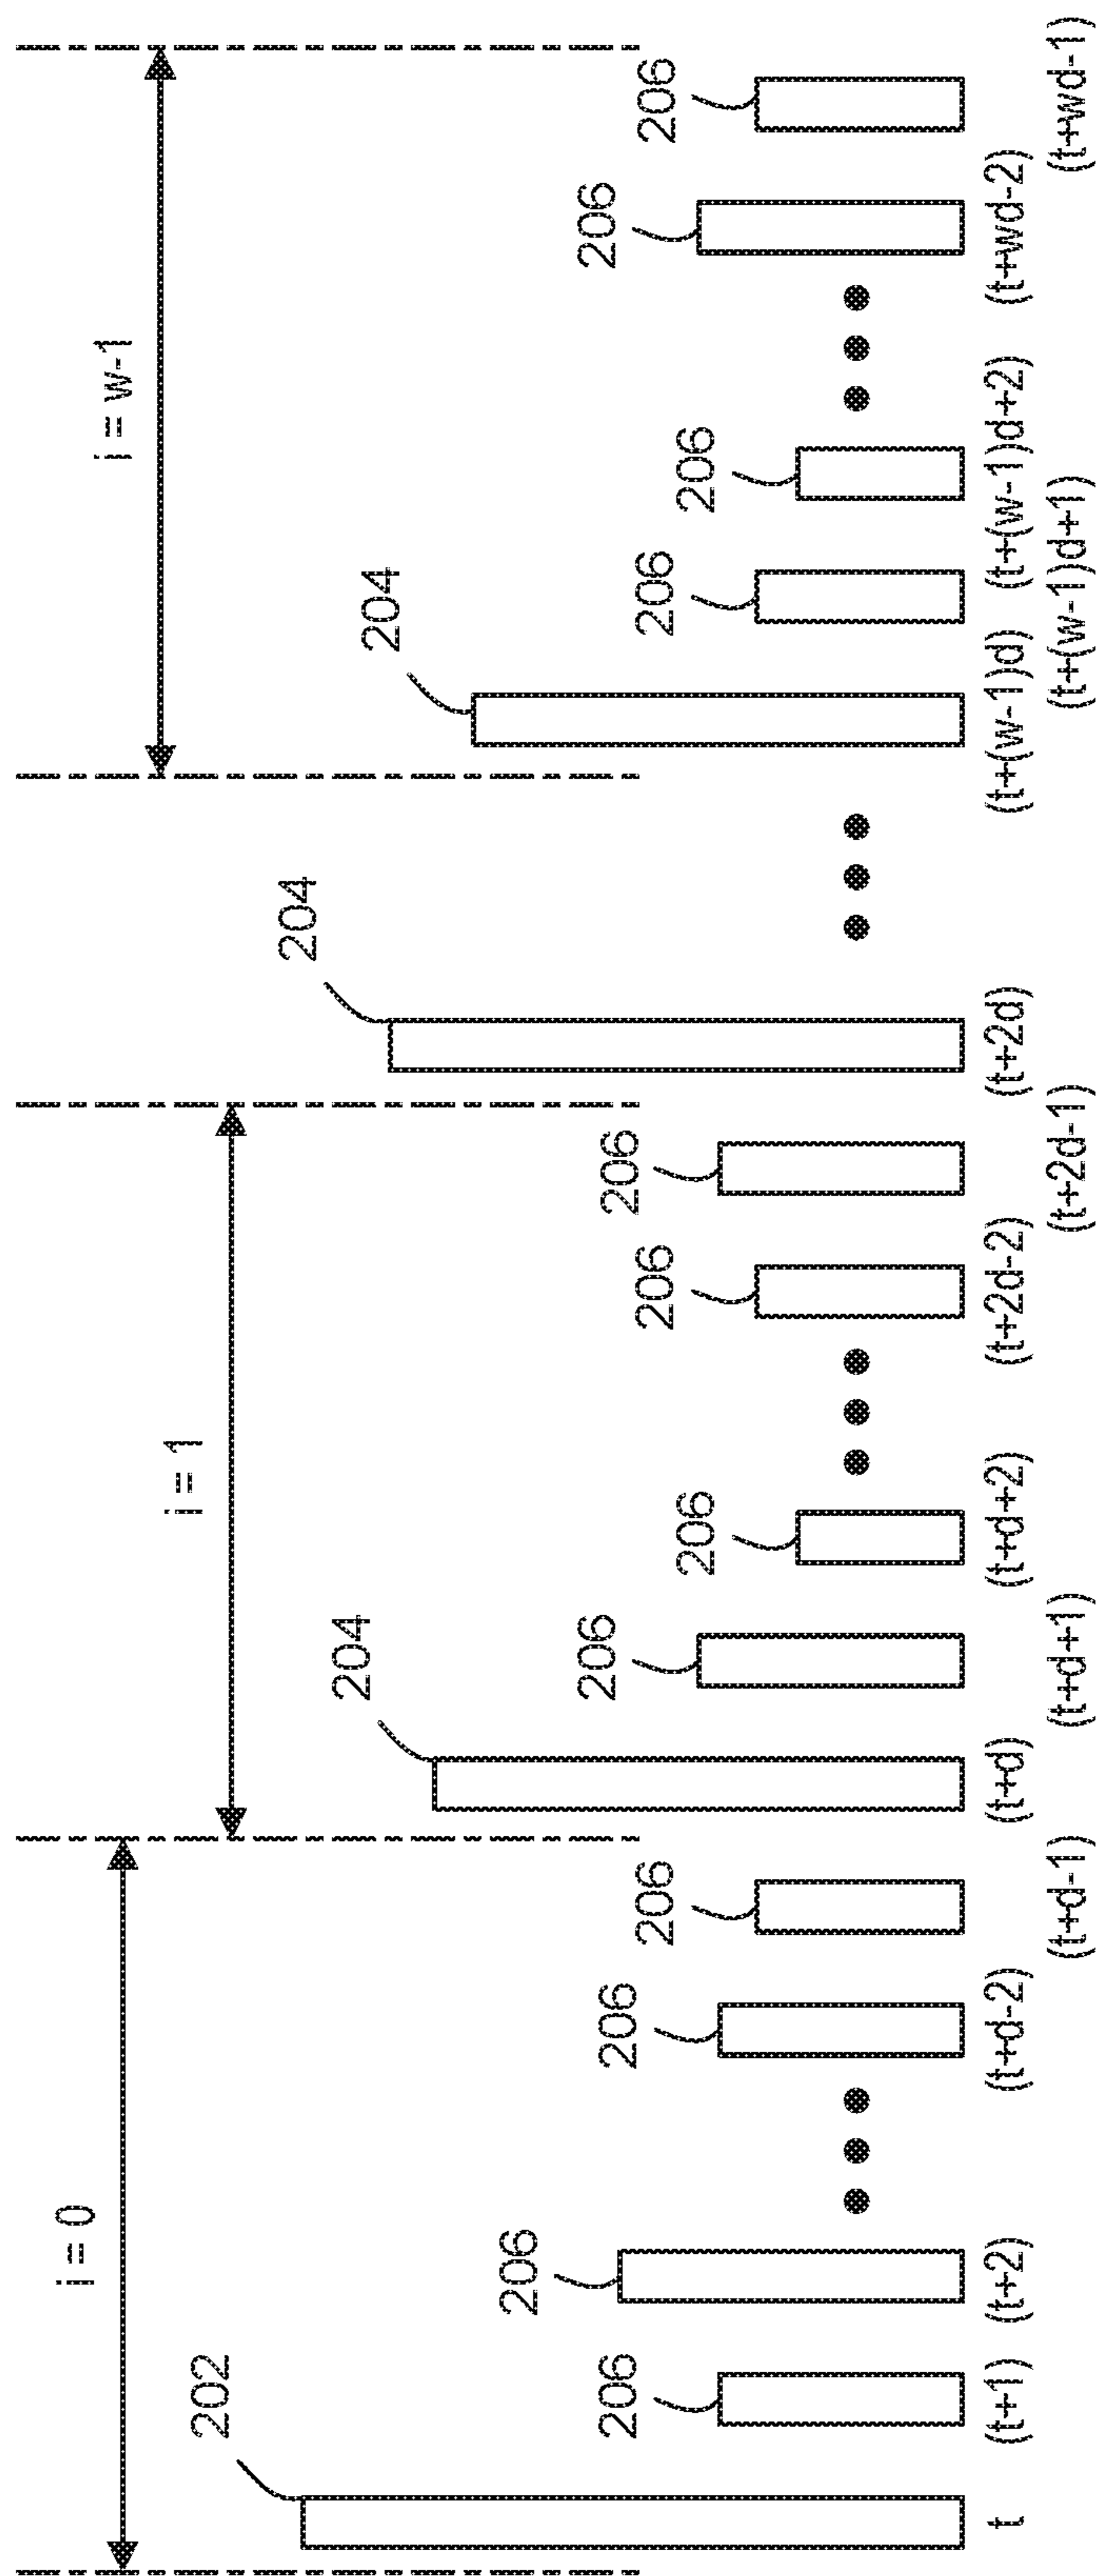 i = 0
i = 1
i = w-1
202
206
206
206
206
204
206
206
206
206
204
204
206
206
206
206
t
(t+1)
(t+2)
(t+d-2)
(t+d-1)
(t+d)
(t+d+1)
(t+d+2)
(t+2d-2)
(t+2d-1)
(t+2d)
(t+(w-1)d)
(t+(w-1)d+1)
(t+(w-1)d+2)
(t+wd-2)
(t+wd-1)